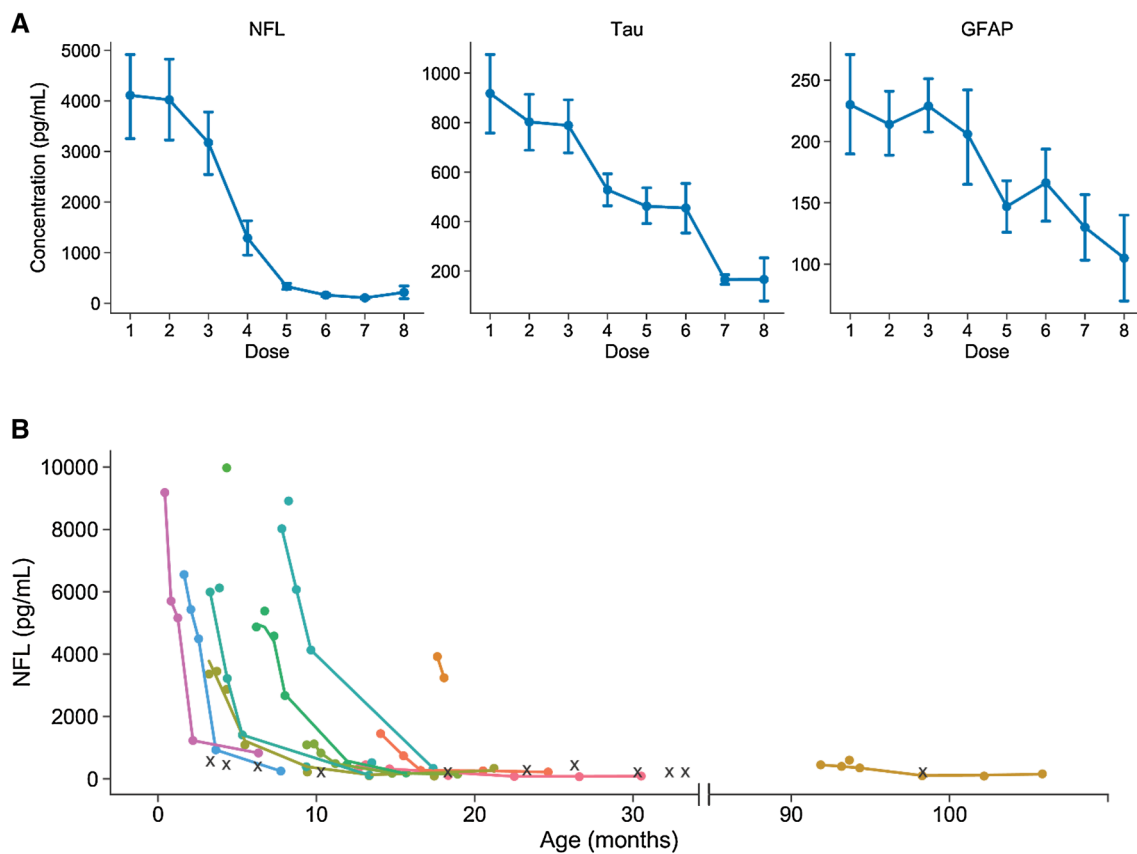 A
NFL
Tau
GFAP
Concentration (pg/mL)
5000
4000
3000
2000
1000
0
1 2 3 4 5 6 7 8
Dose
1000
800
600
400
200
1 2 3 4 5 6 7 8
Dose
250
200
150
100
1 2 3 4 5 6 7 8
Dose
B
NFL (pg/mL)
10000
8000
6000
4000
2000
0
x x x x x x x x x x
0 10 20 30 90 100
Age (months)